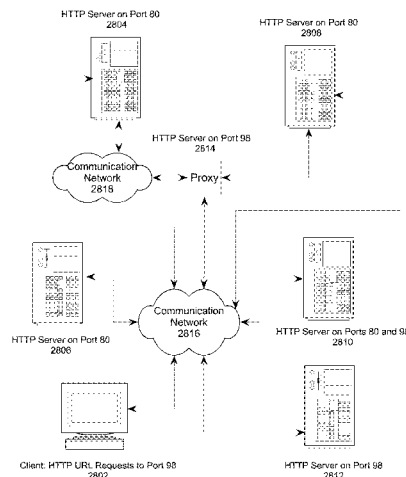 HTTP Server on Port 80
2804
HTTP Server on Port 80
2808
HTTP Server on Port 98
2814
Communication
Network
2818
Proxy
HTTP Server on Port 80
2806
Communication
Network
2816
HTTP Server on Ports 80 and 98
2810
Client: HTTP URL Requests to Port 98
2802
HTTP Server on Port 98
2812